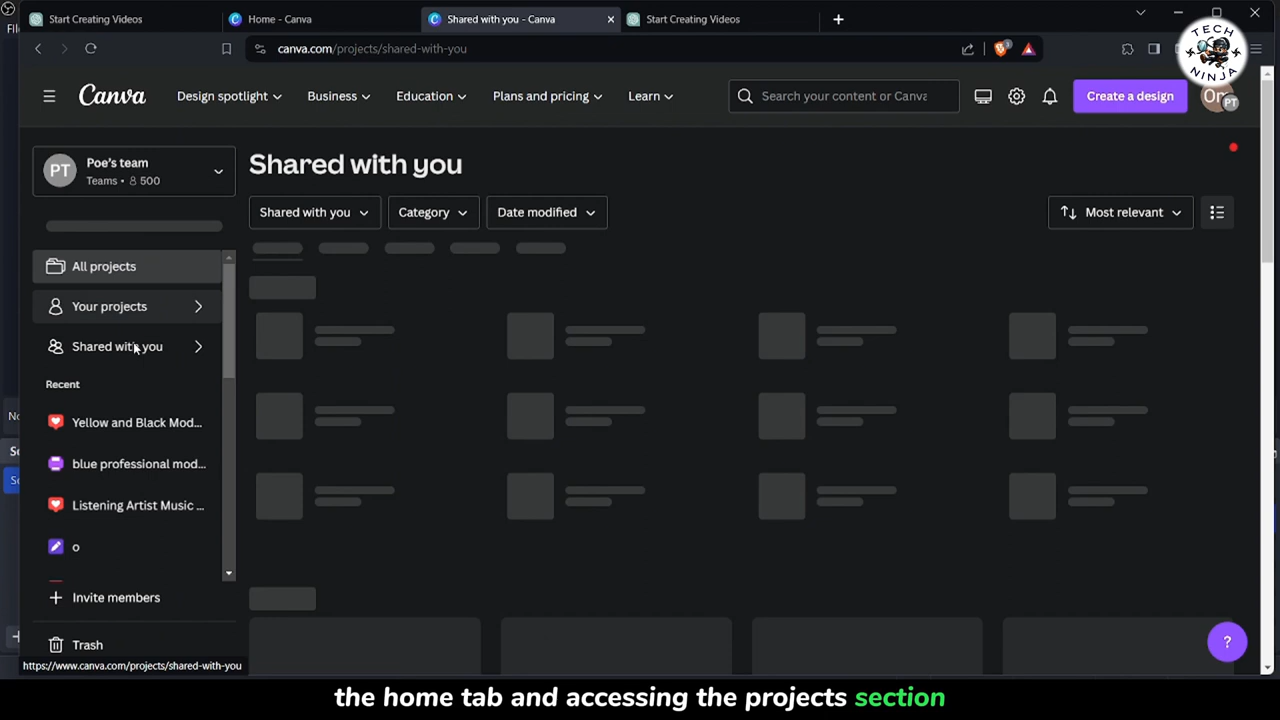 Start Creating Videos
Home - Canva
Shared with you - Canva
Start Creating Videos
canva.com/projects/shared-with-you
TECH
NINJA
Canva
Design spotlight
Business
Education
Plans and pricing
Learn
Search your content or Canva
Create a design
On
PT
PT
Poe's team
Teams • 500
Shared with you
Shared with you
Category
Date modified
Most relevant
All projects
Your projects
Shared with you
Recent
Yellow and Black Mod...
blue professional mod...
Listening Artist Music ...
o
Invite members
Trash
?
https://www.canva.com/projects/shared-with-you
the home tab and accessing the projects section